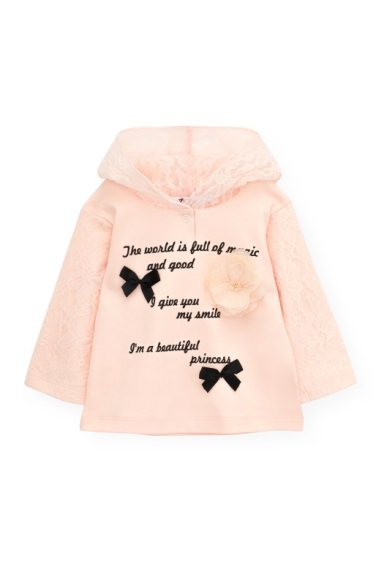 The world is full of magic
and good
I give you
my smile
I'm a beautiful
princess